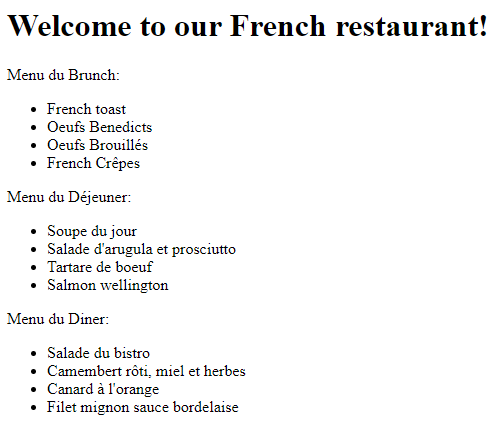 Welcome to our French restaurant!
Menu du Brunch:
French toast
Oeufs Benedicts
Oeufs Brouillés
French Crêpes
Menu du Déjeuner:
Soupe du jour
Salade d'arugula et prosciutto
Tartare de boeuf
Salmon wellington
Menu du Diner:
Salade du bistro
Camembert rôti, miel et herbes
Canard à l'orange
Filet mignon sauce bordelaise